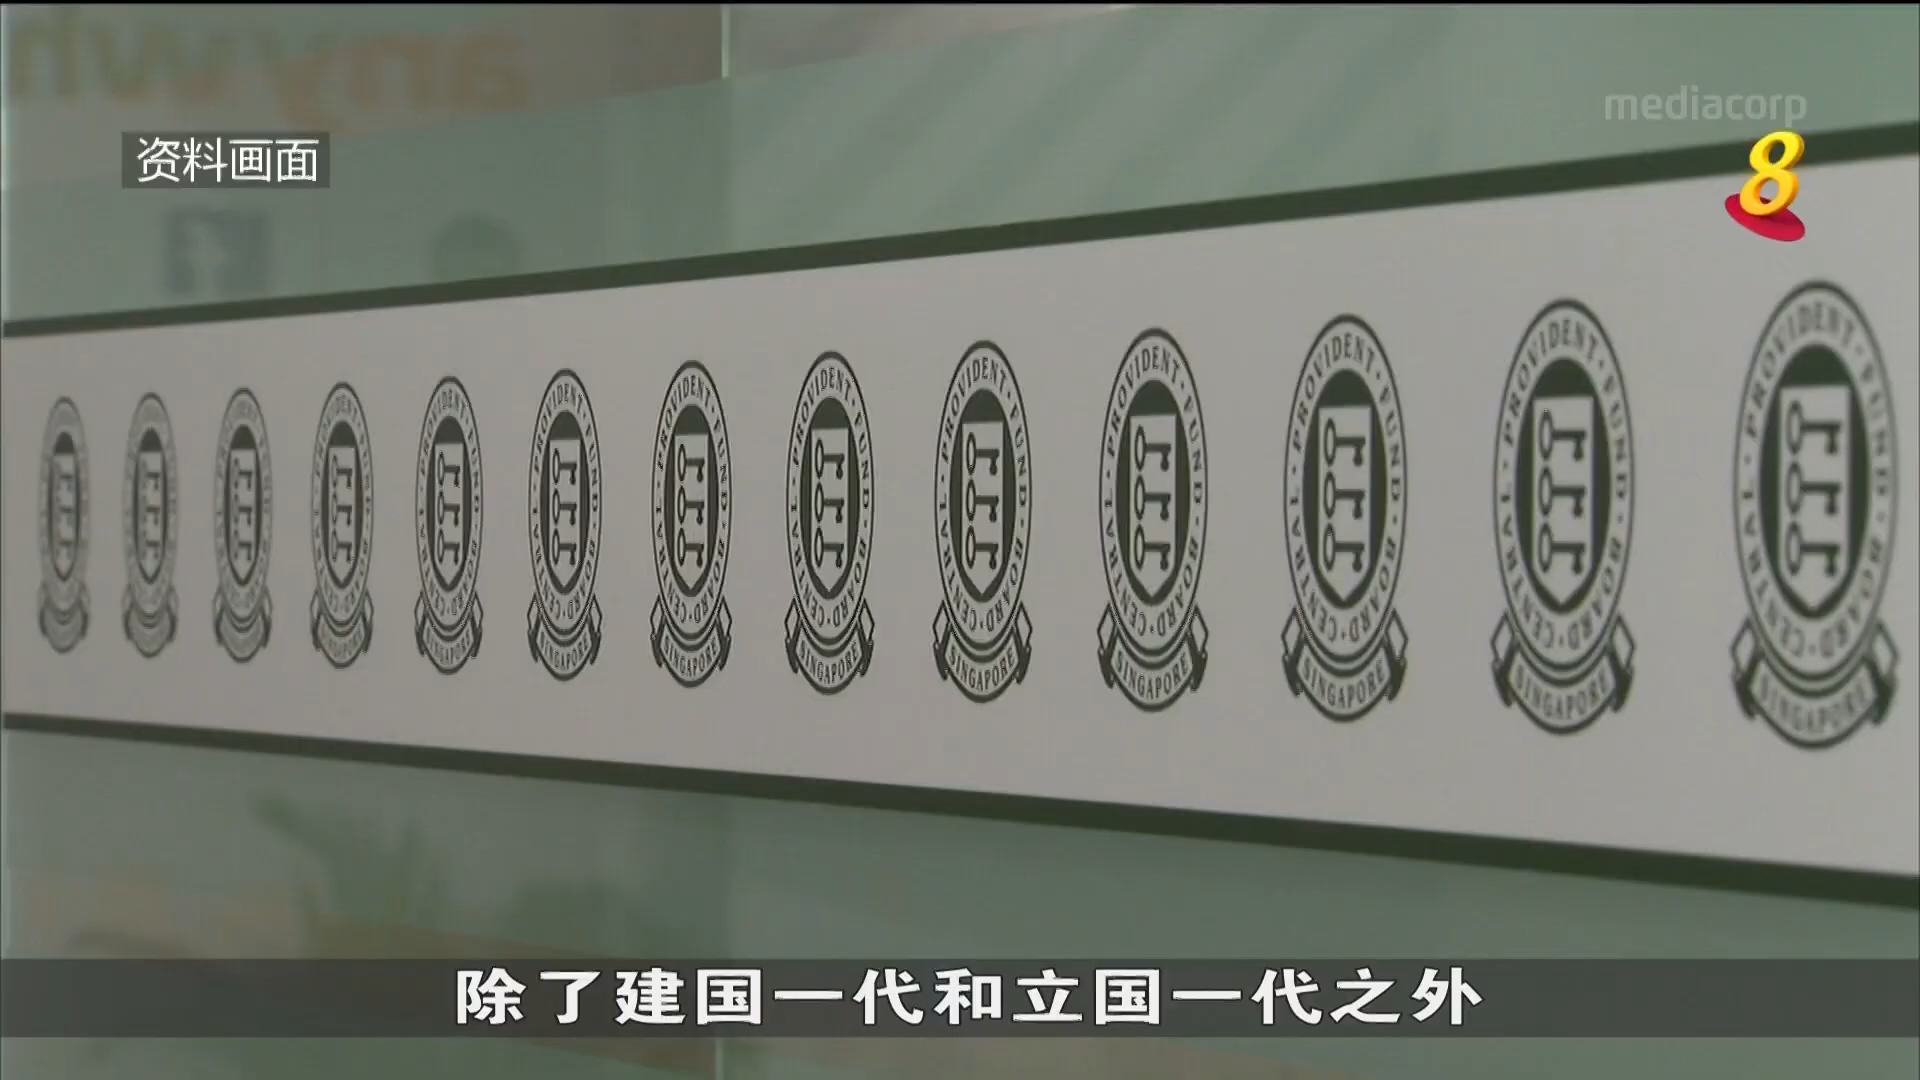 anywh
mediacorp
8
资料画面
CENTRAL · PROVIDENT · FUND · BOARD
SINGAPORE
除了建国一代和立国一代之外